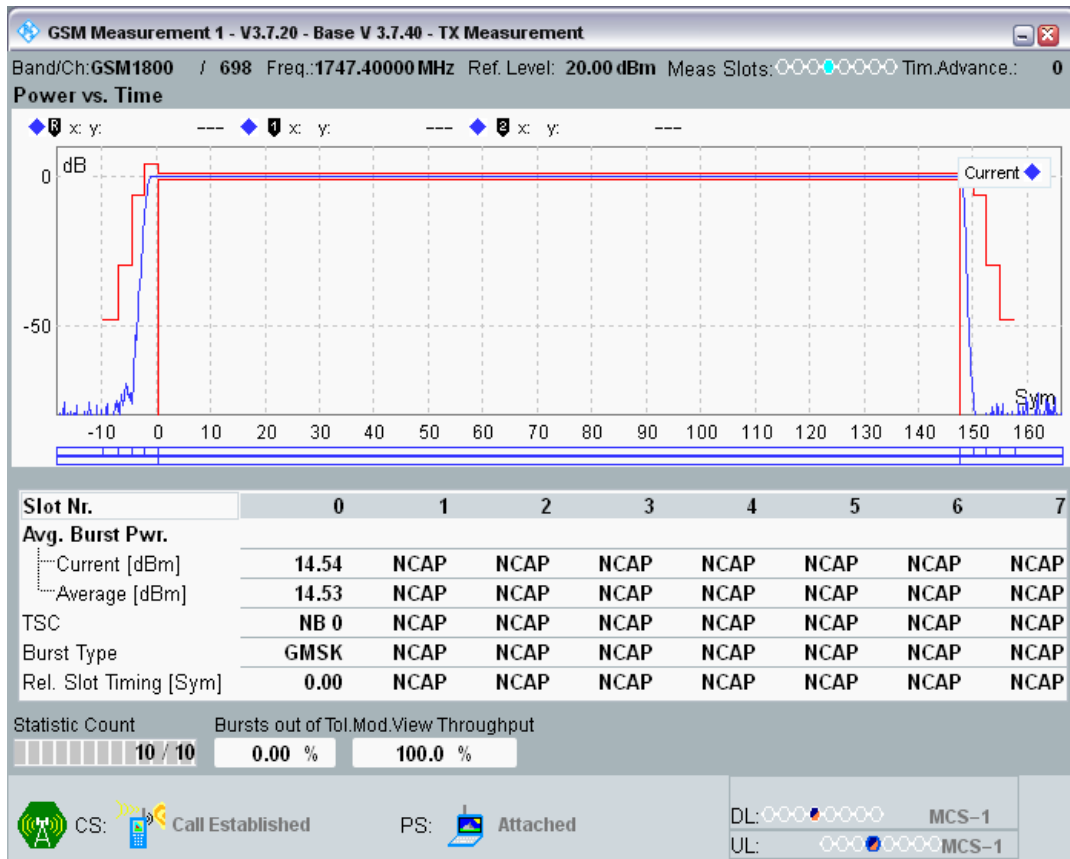 GSM Measurement 1 - V3.7.20 - Base V 3.7.40 - TX Measurement
Band/Ch:GSM1800 / 698 Freq.:1747.40000 MHz Ref. Level: 20.00 dBm Meas Slots: Tim.Advance.: 0
Power vs. Time
R x: y: --- 1 x: y: --- 2 x: y: ---
dB
Current
0
-50
Sym
-10 0 10 20 30 40 50 60 70 80 90 100 110 120 130 140 150 160
Slot Nr. 0 1 2 3 4 5 6 7
Avg. Burst Pwr.
Current [dBm] 14.54 NCAP NCAP NCAP NCAP NCAP NCAP NCAP
Average [dBm] 14.53 NCAP NCAP NCAP NCAP NCAP NCAP NCAP
TSC NB 0 NCAP NCAP NCAP NCAP NCAP NCAP NCAP
Burst Type GMSK NCAP NCAP NCAP NCAP NCAP NCAP NCAP
Rel. Slot Timing [Sym] 0.00 NCAP NCAP NCAP NCAP NCAP NCAP NCAP
Statistic Count Bursts out of Tol.Mod.View Throughput
10 / 10 0.00 % 100.0 %
CS: Call Established PS: Attached
DL: MCS-1
UL: MCS-1